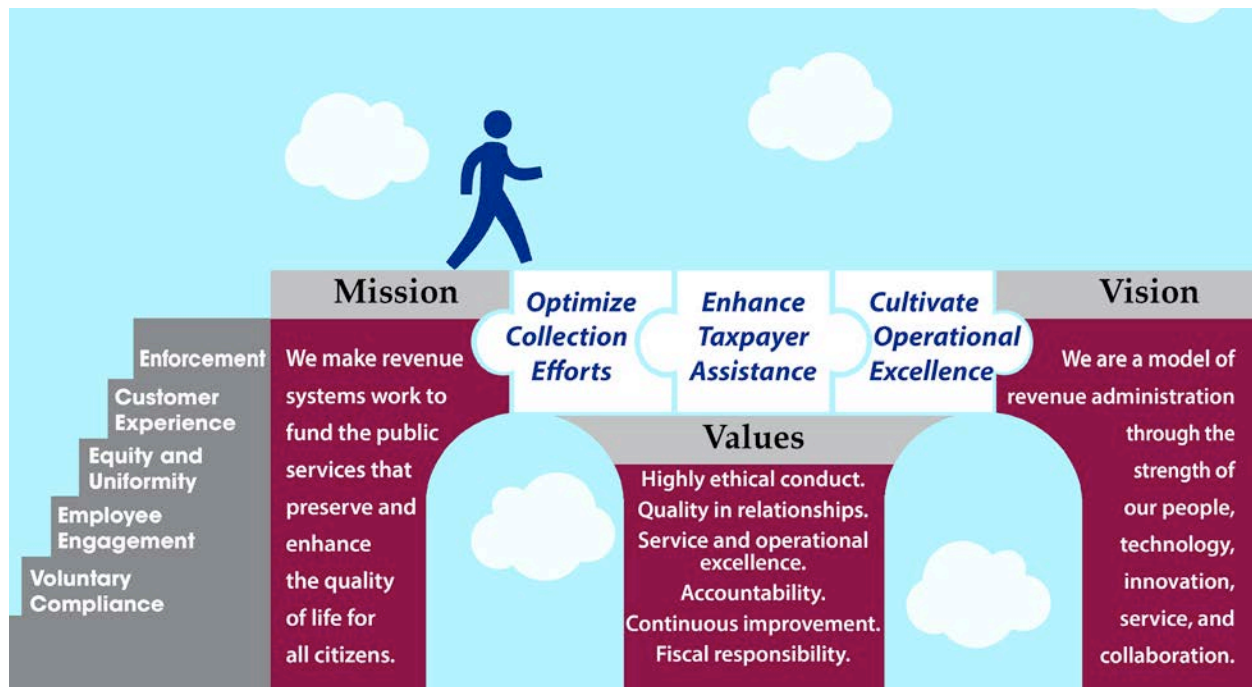 Enforcement
Customer
Experience
Equity and
Uniformity
Employee
Engagement
Voluntary
Compliance
Mission
We make revenue
systems work to
fund the public
services that
preserve and
enhance
the quality
of life for
all citizens.
Optimize
Collection
Efforts
Enhance
Taxpayer
Assistance
Cultivate
Operational
Excellence
Values
Highly ethical conduct.
Quality in relationships.
Service and operational
excellence.
Accountability.
Continuous improvement.
Fiscal responsibility.
Vision
We are a model of
revenue administration
through the
strength of
our people,
technology,
innovation,
service, and
collaboration.